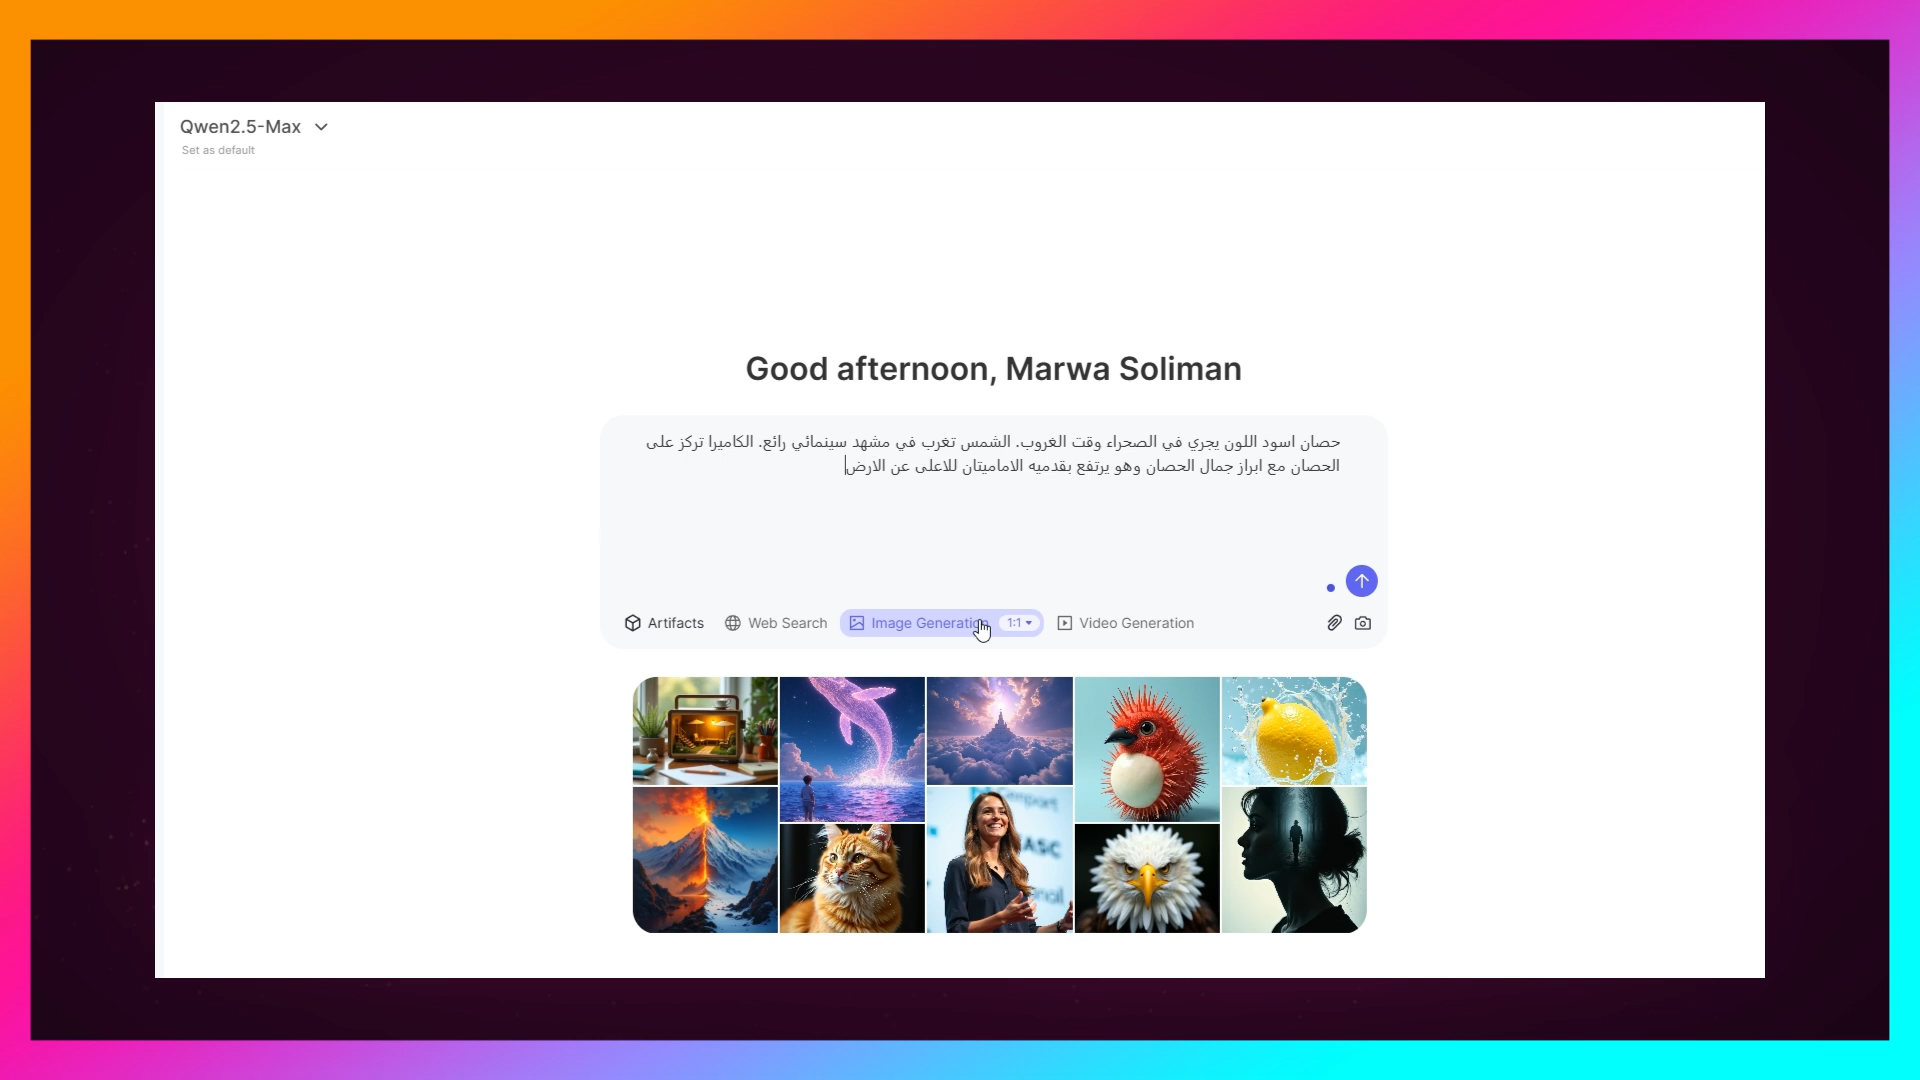 Qwen2.5-Max
Set as default
Good afternoon, Marwa Soliman
حصان اسود اللون يجري في الصحراء وقت الغروب. الشمس تغرب في مشهد سينمائي رائع. الكاميرا تركز على
الحصان مع ابراز جمال الحصان وهو يرتفع بقدميه الاماميتان للاعلى عن الارض
Artifacts
Web Search
Image Generation
1:1
Video Generation
ASC